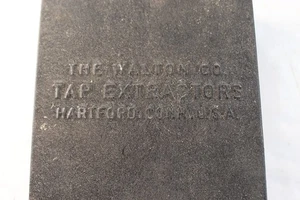 THE WALTON CO.
TAP EXTRACTORS
HARTFORD, CONN. U.S.A.